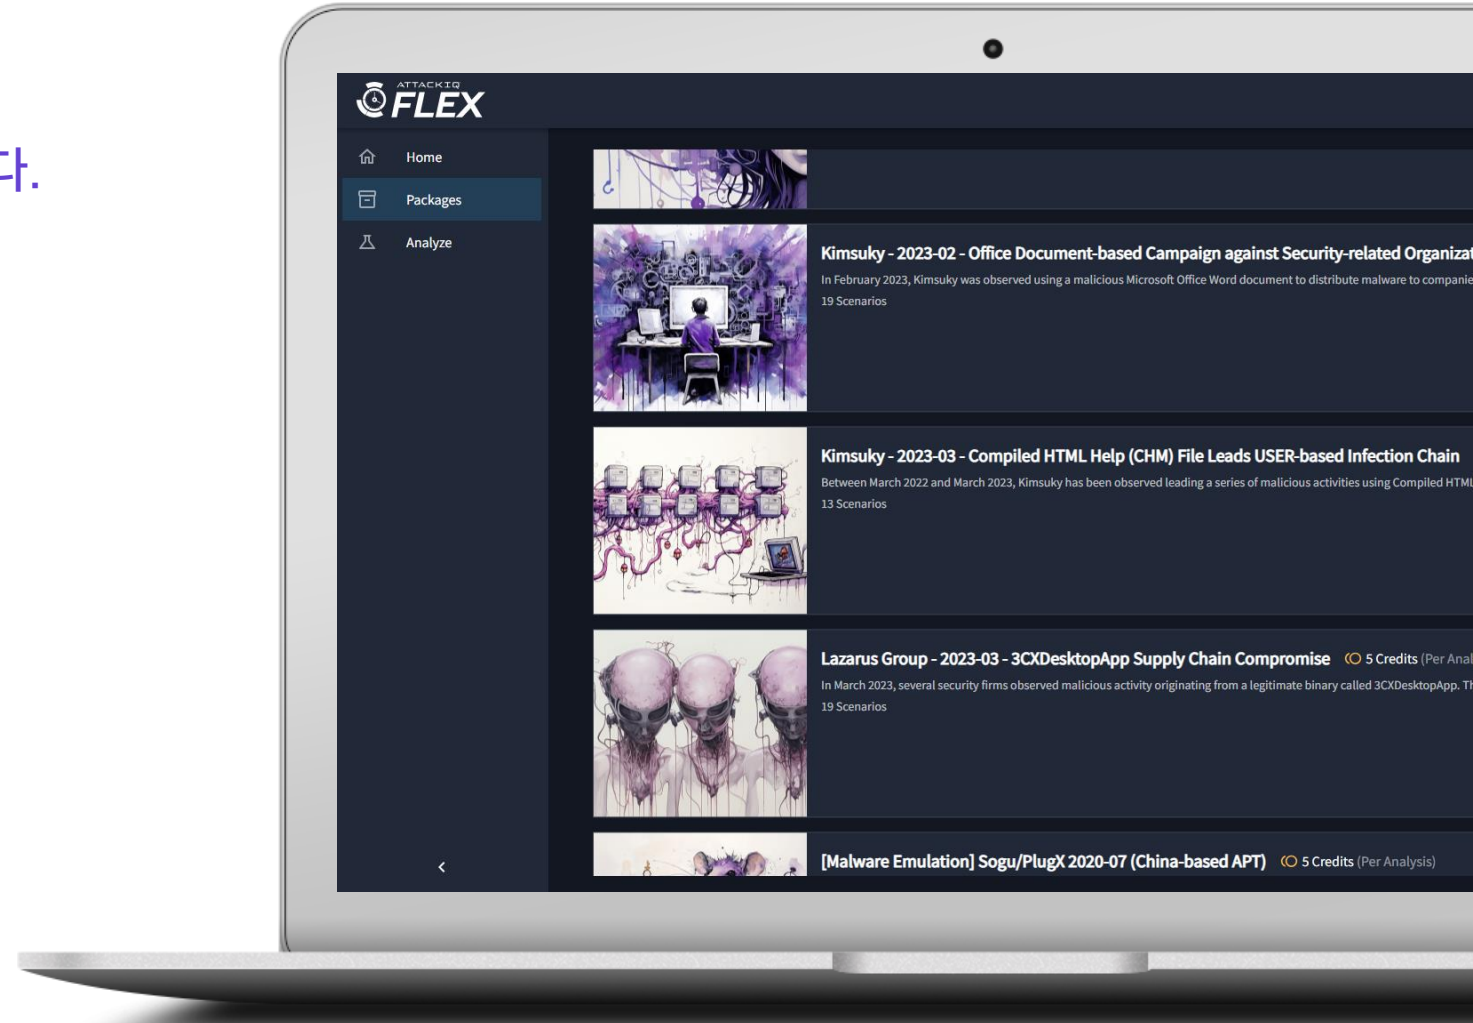 다.
ATTACKIQ
FLEX
Home
Packages
Analyze
Kimsuky - 2023-02 - Office Document-based Campaign against Security-related
In February 2023, Kimsuky was observed using a malicious Microsoft Office Word document to distribute malware to
19 Scenarios
Kimsuky - 2023-03 - Compiled HTML Help (CHM) File Leads USER-based Infection Chain
Between March 2022 and March 2023, Kimsuky has been observed leading a series of malicious activities using Compiled HTML
13 Scenarios
Lazarus Group - 2023-03 - 3CXDesktopApp Supply Chain Compromise 5 Credits (Per
In March 2023, several security firms observed malicious activity originating from a legitimate binary called 3CXDesktopApp.
19 Scenarios
[Malware Emulation] Sogu/PlugX 2020-07 (China-based APT) 5 Credits (Per Analysis)